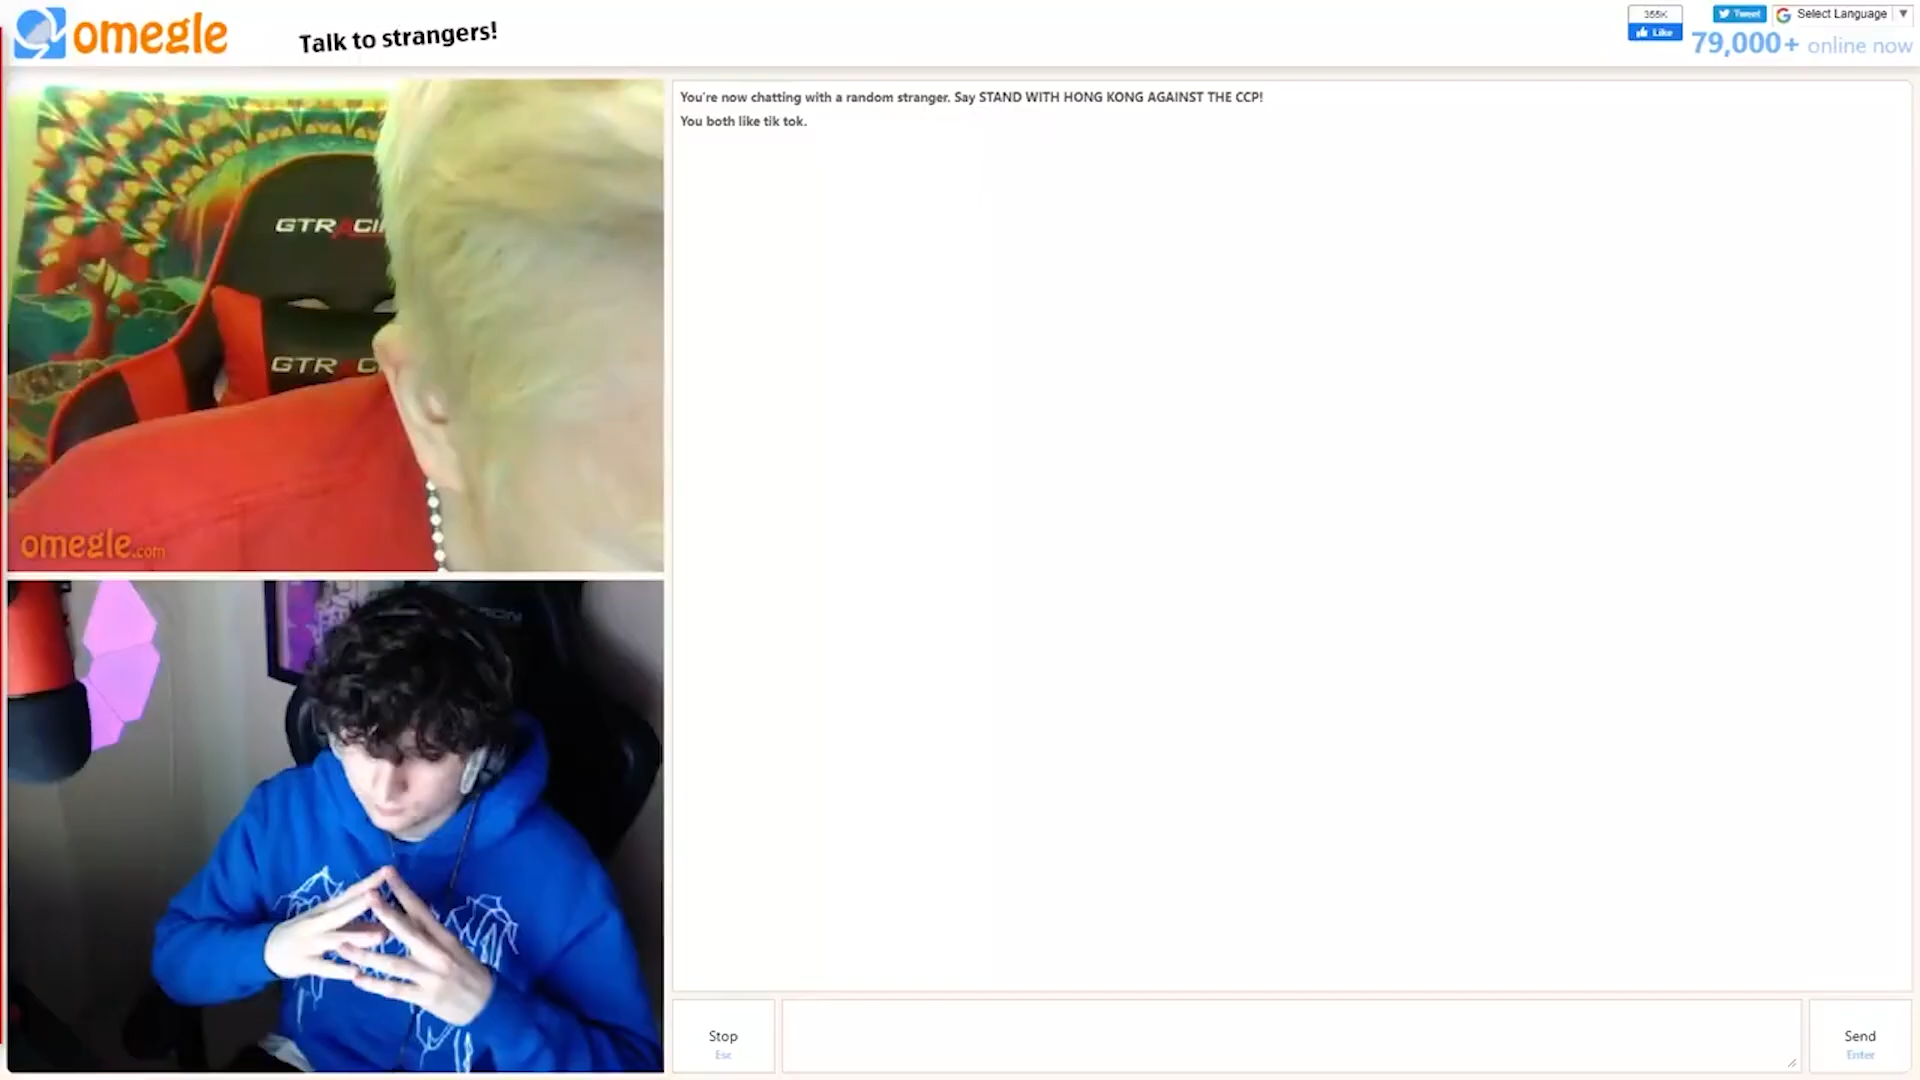 omegle
Talk to strangers!
355K
Like
Tweet
Select Language
79,000+ online now
GTRACI
GTR C
omegle.com
You're now chatting with a random stranger. Say STAND WITH HONG KONG AGAINST THE CCP!
You both like tik tok.
Stop
Esc
Send
Enter